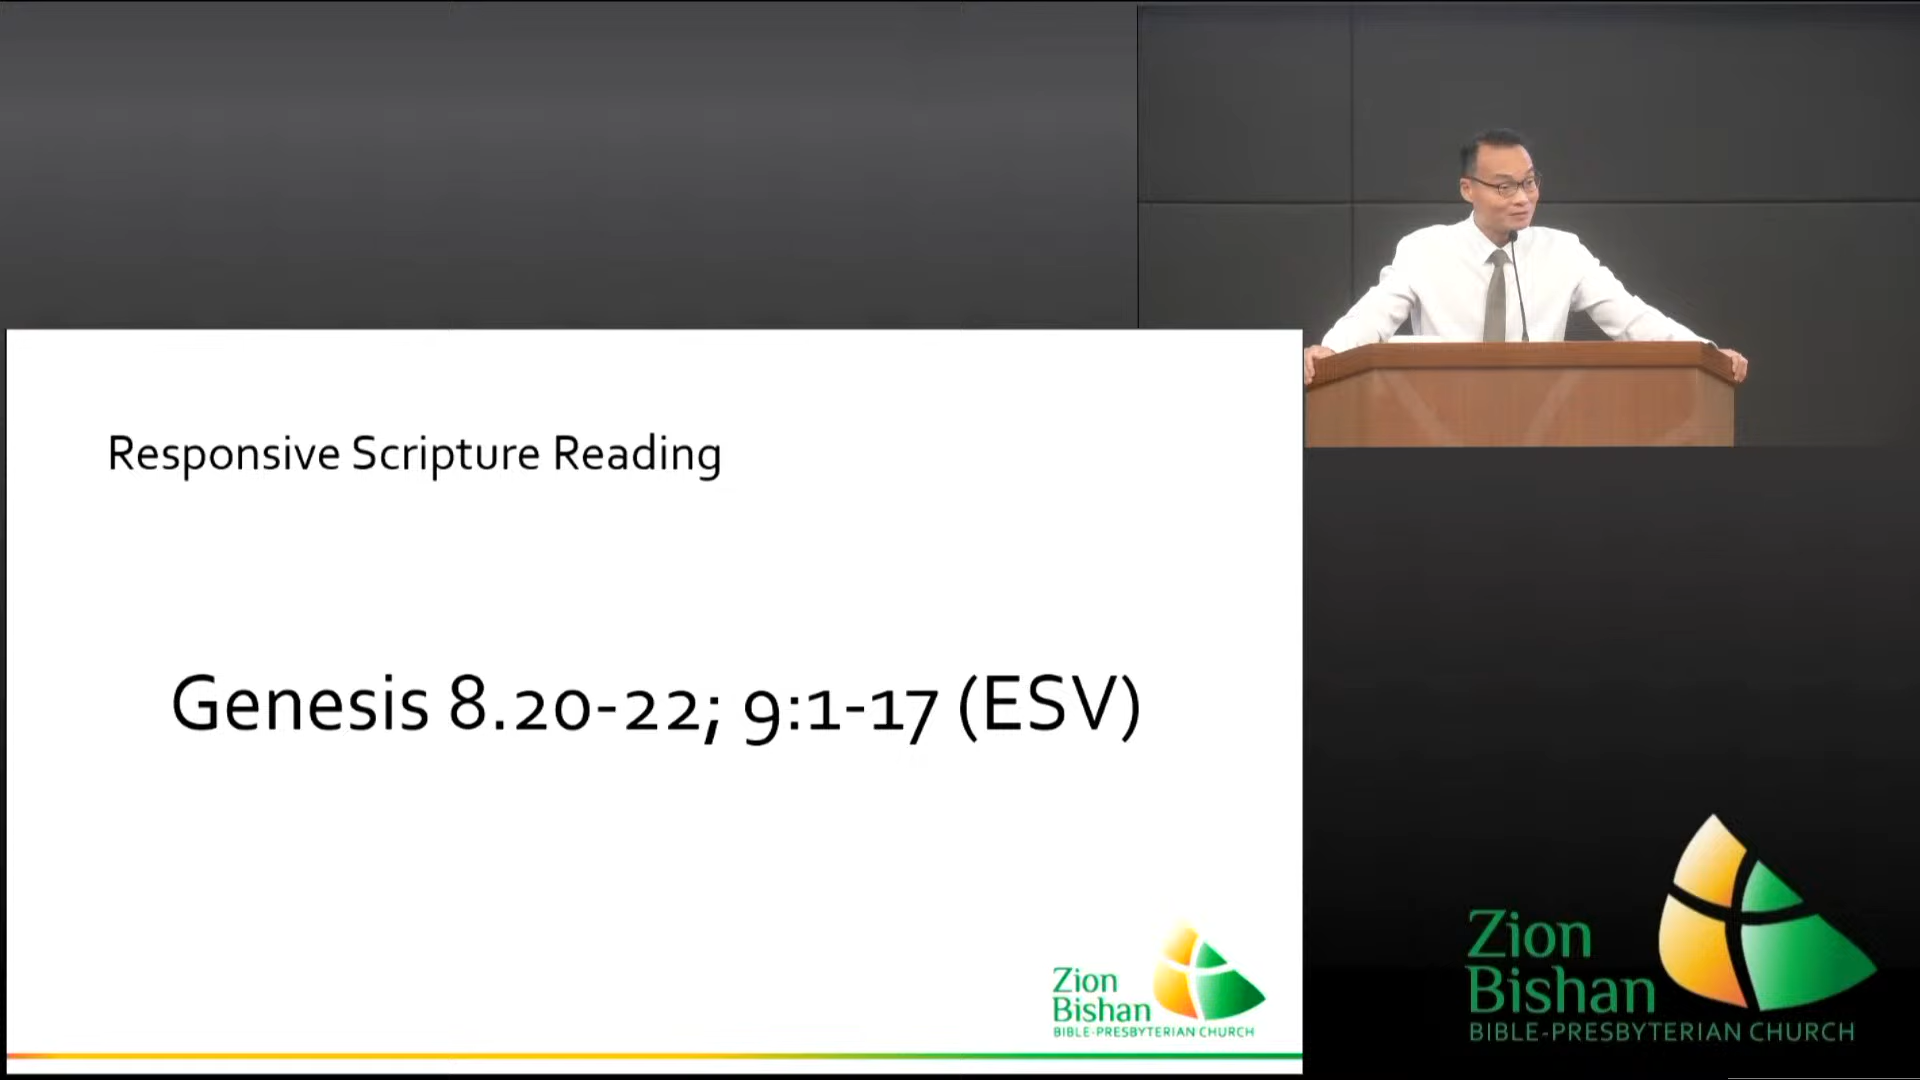 Responsive Scripture Reading
Genesis 8.20-22; 9:1-17 (ESV)
Zion
Bishan
BIBLE-PRESBYTERIAN CHURCH
Zion
Bishan
BIBLE-PRESBYTERIAN CHURCH